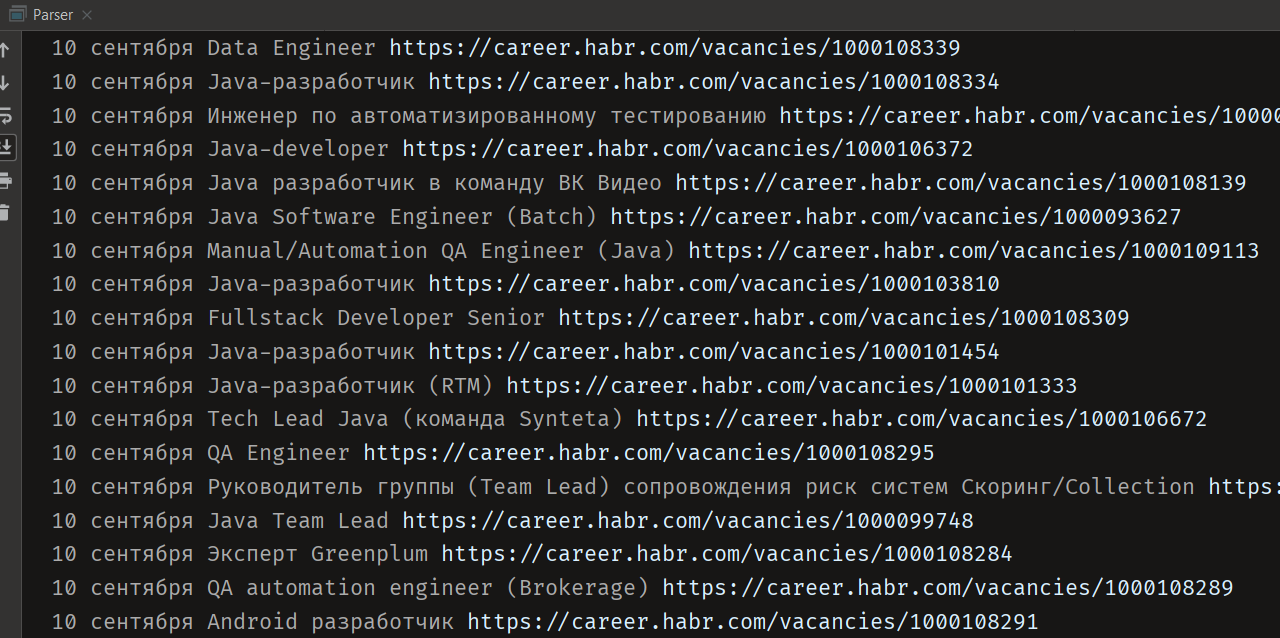 Parser
10 сентября Data Engineer https://career.habr.com/vacancies/1000108339
10 сентября Java-разработчик https://career.habr.com/vacancies/1000108334
10 сентября Инженер по автоматизированному тестированию https://career.habr.com/vacancies/10000
10 сентября Java-developer https://career.habr.com/vacancies/1000106372
10 сентября Java разработчик в команду ВК Видео https://career.habr.com/vacancies/1000108139
10 сентября Java Software Engineer (Batch) https://career.habr.com/vacancies/1000093627
10 сентября Manual/Automation QA Engineer (Java) https://career.habr.com/vacancies/1000109113
10 сентября Java-разработчик https://career.habr.com/vacancies/1000103810
10 сентября Fullstack Developer Senior https://career.habr.com/vacancies/1000108309
10 сентября Java-разработчик https://career.habr.com/vacancies/1000101454
10 сентября Java-разработчик (RTM) https://career.habr.com/vacancies/1000101333
10 сентября Tech Lead Java (команда Synteta) https://career.habr.com/vacancies/1000106672
10 сентября QA Engineer https://career.habr.com/vacancies/1000108295
10 сентября Руководитель группы (Team Lead) сопровождения риск систем Скоринг/Collection https:
10 сентября Java Team Lead https://career.habr.com/vacancies/1000099748
10 сентября Эксперт Greenplum https://career.habr.com/vacancies/1000108284
10 сентября QA automation engineer (Brokerage) https://career.habr.com/vacancies/1000108289
10 сентября Android разработчик https://career.habr.com/vacancies/1000108291